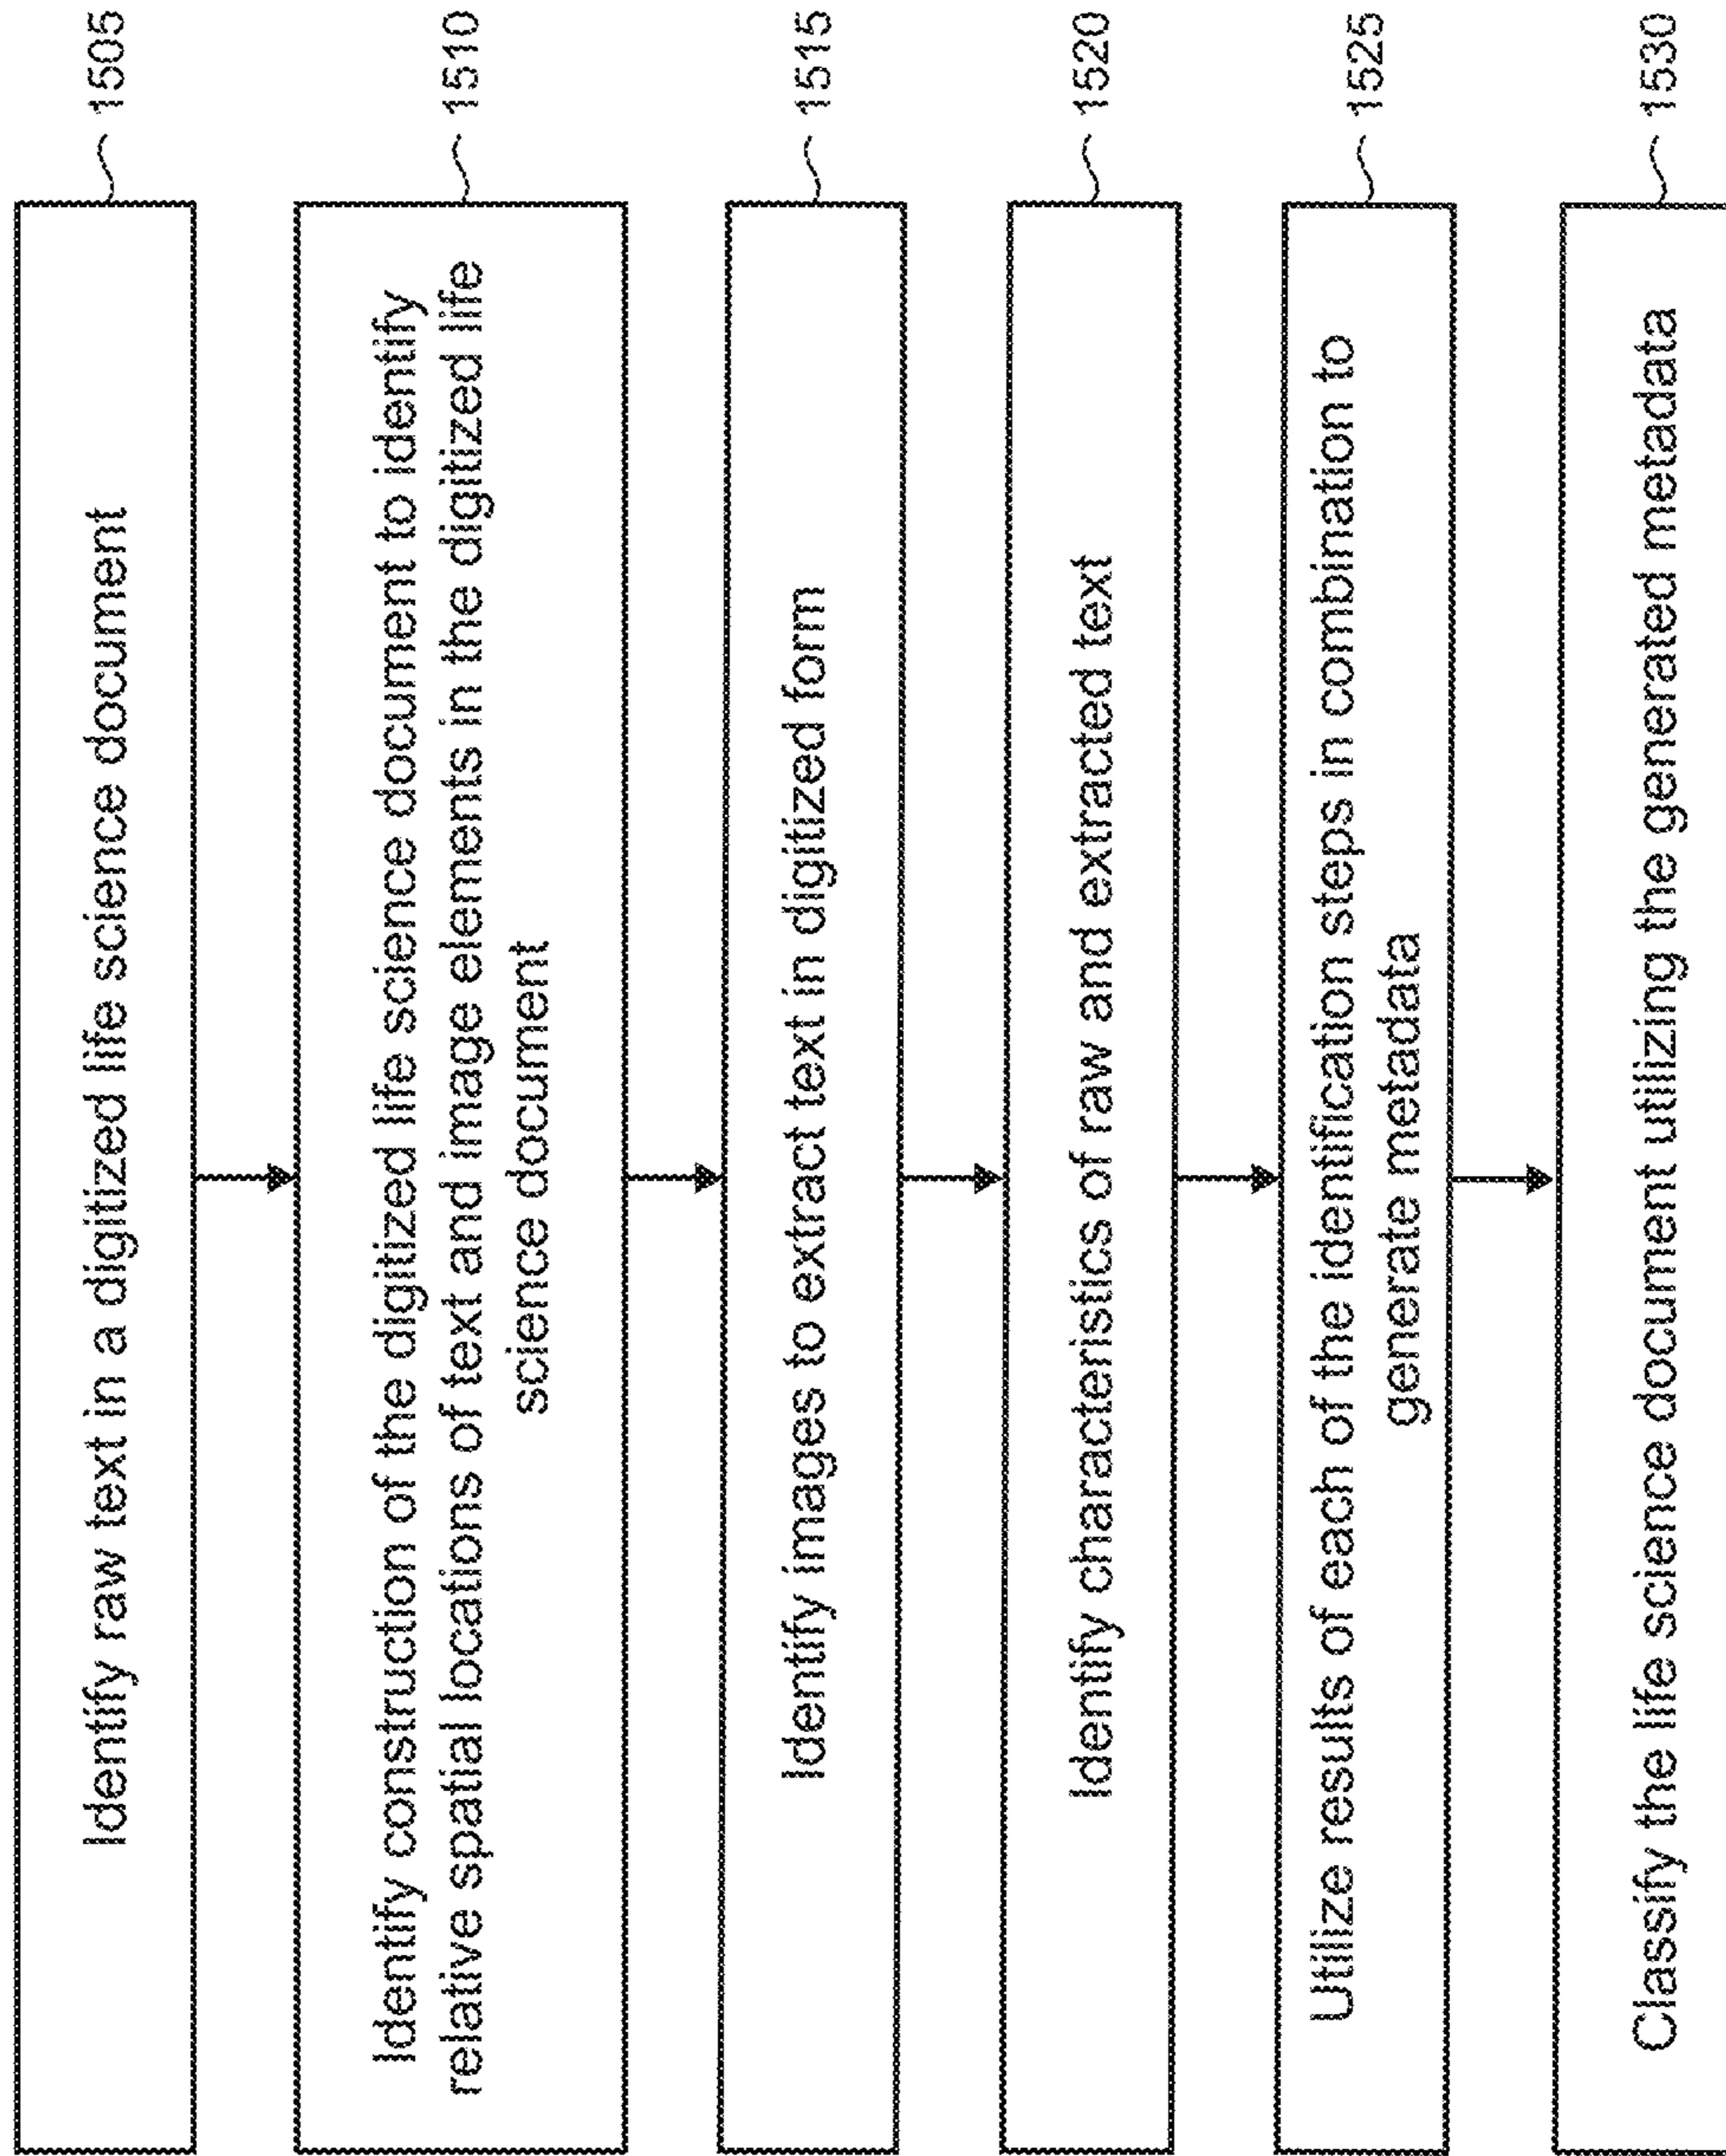 Identify raw text in a digitized life science document
1505
Identify construction of the digitized life science document to identify
relative spatial locations of text and image elements in the digitized life
science document
1510
Identify images to extract text in digitized form
1515
Identify characteristics of raw and extracted text
1520
Utilize results of each of the identification steps in combination to
generate metadata
1525
Classify the life science document utilizing the generated metadata
1530